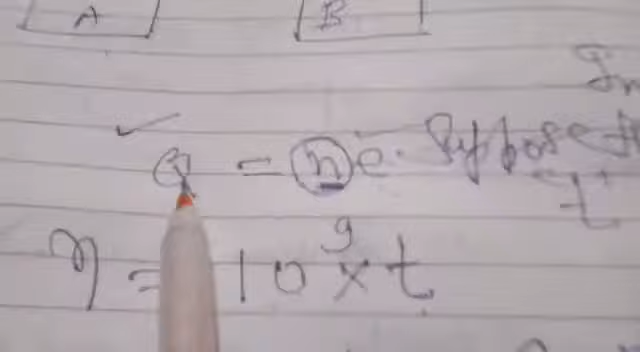 A B
Q = ne. Suppose
t
n = 10⁹ × t